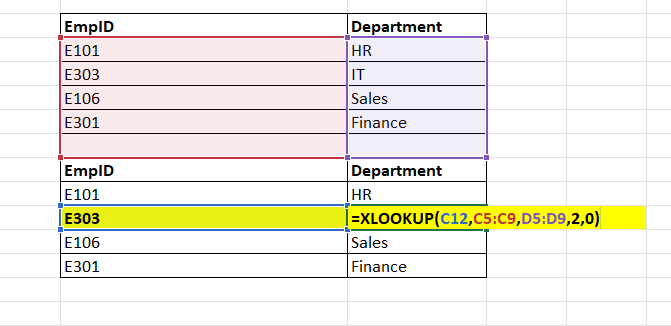 EmpID Department
E101 HR
E303 IT
E106 Sales
E301 Finance
EmpID Department
E101 HR
E303 =XLOOKUP(C12,C5:C9,D5:D9,2,0)
E106 Sales
E301 Finance